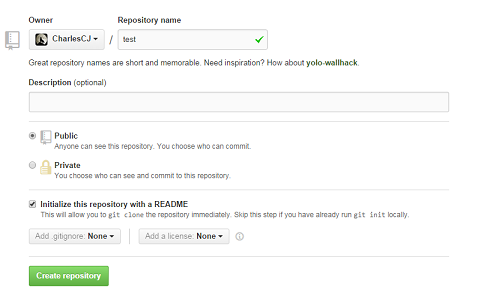 Owner Repository name
CharlesCJ / test
Great repository names are short and memorable. Need inspiration? How about yolo-wallhack.
Description (optional)
Public
Anyone can see this repository. You choose who can commit.
Private
You choose who can see and commit to this repository.
Initialize this repository with a README
This will allow you to git clone the repository immediately. Skip this step if you have already run git init locally.
Add .gitignore: None Add a license: None
Create repository